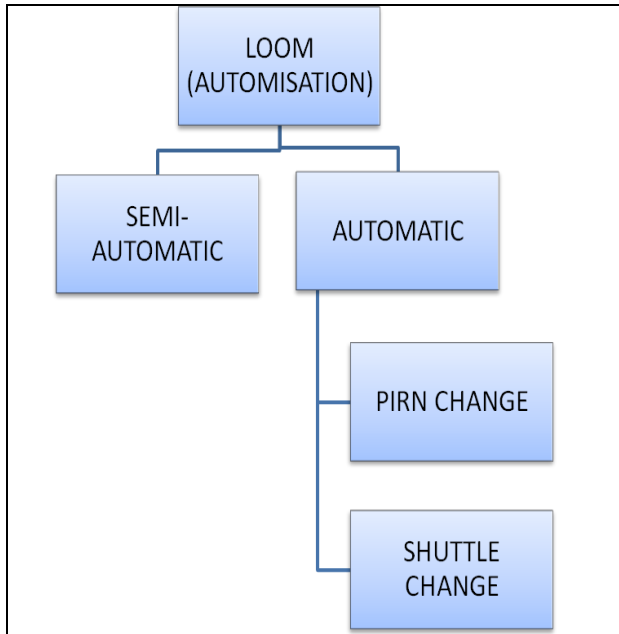 LOOM
(AUTOMISATION)
SEMI-
AUTOMATIC
AUTOMATIC
PIRN CHANGE
SHUTTLE
CHANGE